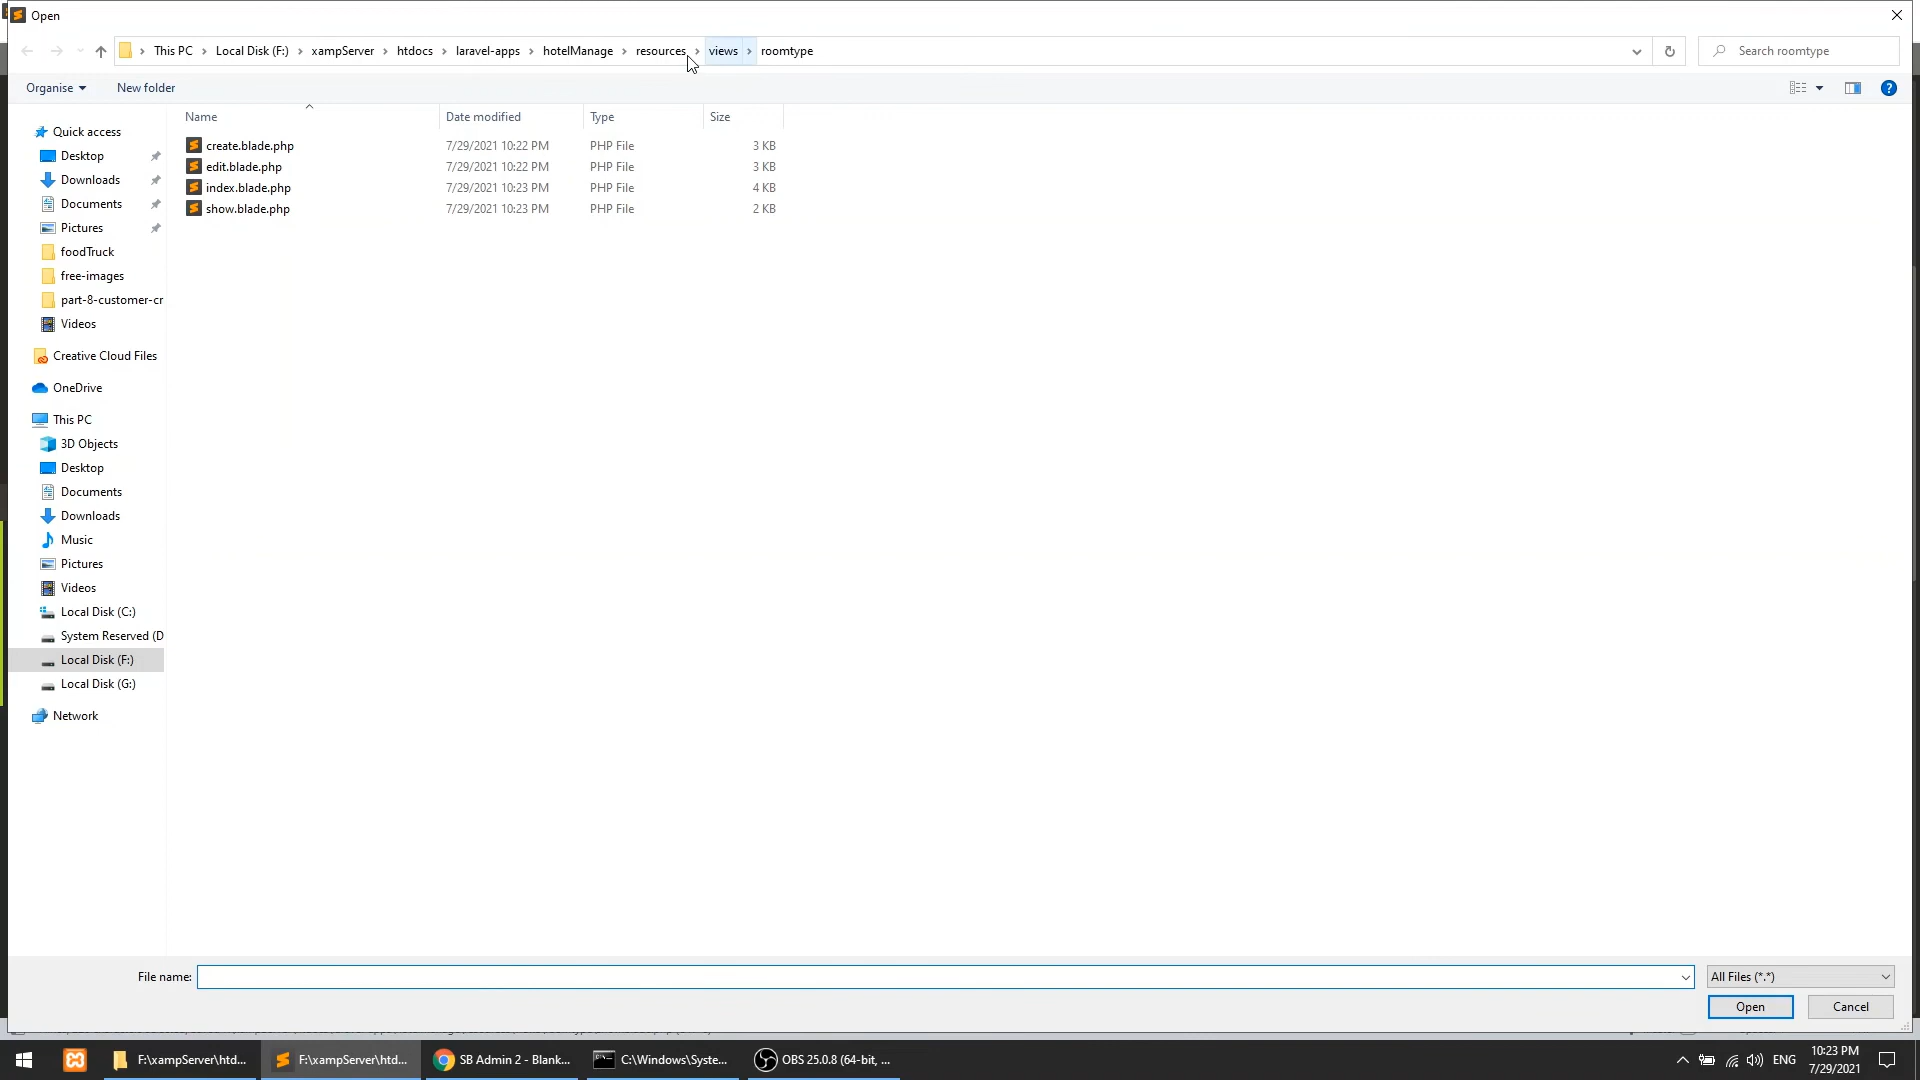 Open
This PC > Local Disk (F:) > xampServer > htdocs > laravel-apps > hotelManage > resources > views > roomtype
Search roomtype
Organise
New folder
Name
Date modified
Type
Size
create.blade.php 7/29/2021 10:22 PM PHP File 3 KB
edit.blade.php 7/29/2021 10:22 PM PHP File 3 KB
index.blade.php 7/29/2021 10:23 PM PHP File 4 KB
show.blade.php 7/29/2021 10:23 PM PHP File 2 KB
Quick access
Desktop
Downloads
Documents
Pictures
foodTruck
free-images
part-8-customer-cr
Videos
Creative Cloud Files
OneDrive
This PC
3D Objects
Desktop
Documents
Downloads
Music
Pictures
Videos
Local Disk (C:)
System Reserved (D
Local Disk (F:)
Local Disk (G:)
Network
File name:
All Files (*.*)
Open
Cancel
F:\xampServer\htd...
F:\xampServer\htd...
SB Admin 2 - Blank...
C:\Windows\Syste...
OBS 25.0.8 (64-bit, ...
ENG
10:23 PM
7/29/2021